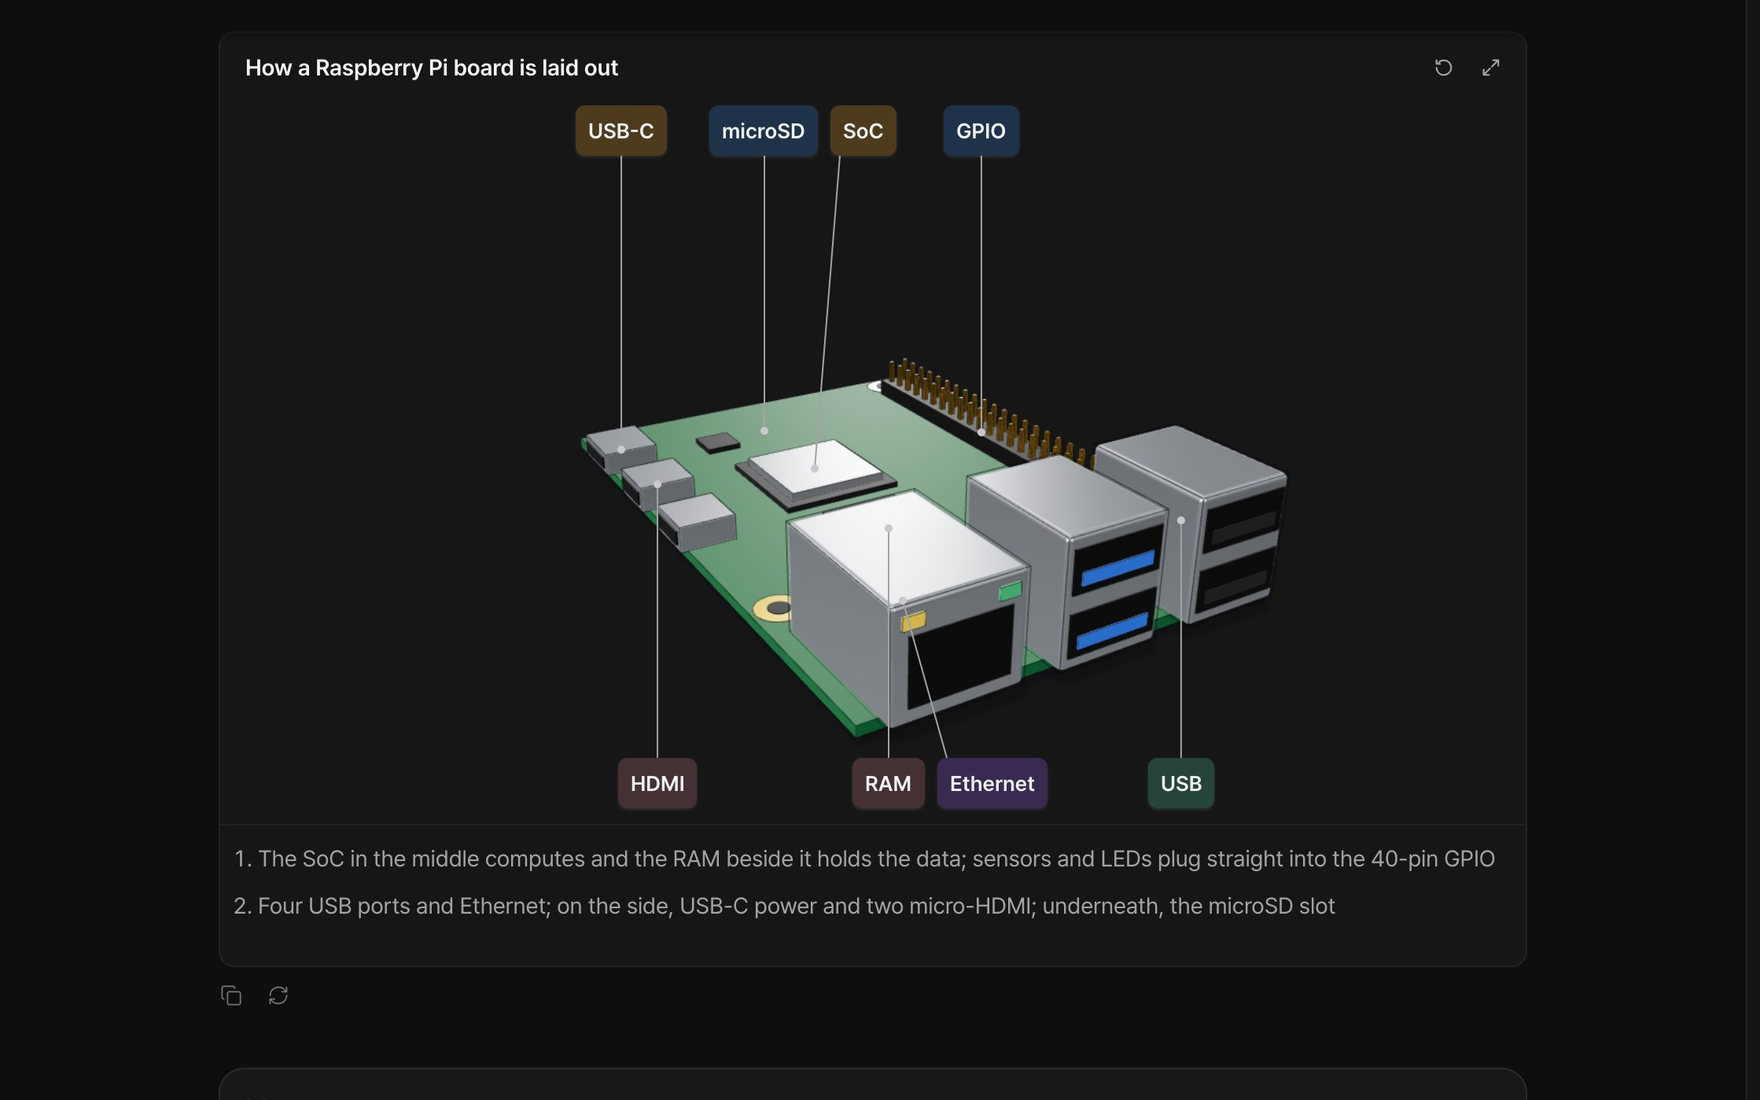 How a Raspberry Pi board is laid out
USB-C
microSD
SoC
GPIO
HDMI
RAM
Ethernet
USB
1. The SoC in the middle computes and the RAM beside it holds the data; sensors and LEDs plug straight into the 40-pin GPIO
2. Four USB ports and Ethernet; on the side, USB-C power and two micro-HDMI; underneath, the microSD slot